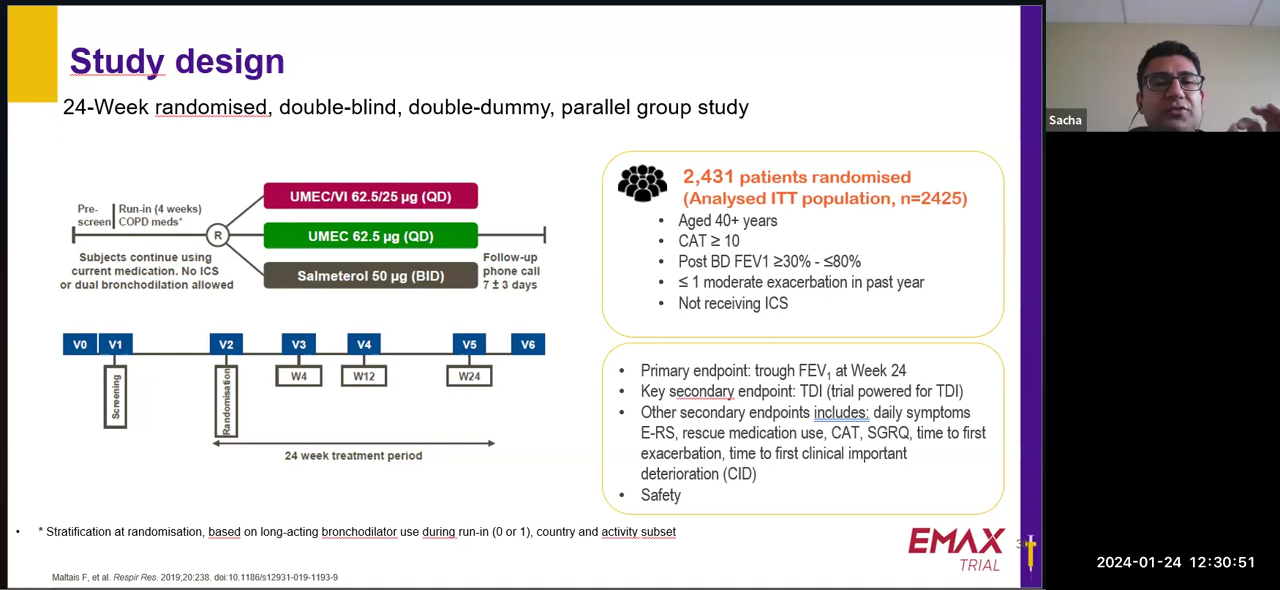 Study design
24-Week randomised, double-blind, double-dummy, parallel group study
Pre-
screen
Run-in (4 weeks)
COPD meds*
R
UMEC/VI 62.5/25 µg (QD)
UMEC 62.5 µg (QD)
Salmeterol 50 µg (BID)
Subjects continue using
current medication. No ICS
or dual bronchodilation allowed
Follow-up
phone call
7 ± 3 days
V0
V1
V2
V3
V4
V5
V6
Screening
Randomisation
W4
W12
W24
24 week treatment period
2,431 patients randomised
(Analysed ITT population, n=2425)
• Aged 40+ years
• CAT ≥ 10
• Post BD FEV1 ≥30% - ≤80%
• ≤ 1 moderate exacerbation in past year
• Not receiving ICS
• Primary endpoint: trough FEV₁ at Week 24
• Key secondary endpoint: TDI (trial powered for TDI)
• Other secondary endpoints includes: daily symptoms
E-RS, rescue medication use, CAT, SGRQ, time to first
exacerbation, time to first clinical important
deterioration (CID)
• Safety
• * Stratification at randomisation, based on long-acting bronchodilator use during run-in (0 or 1), country and activity subset
Maltais F, et al. Respir Res. 2019;20:238. doi:10.1186/s12931-019-1193-9
EMAX
TRIAL
Sacha
2024-01-24 12:30:51